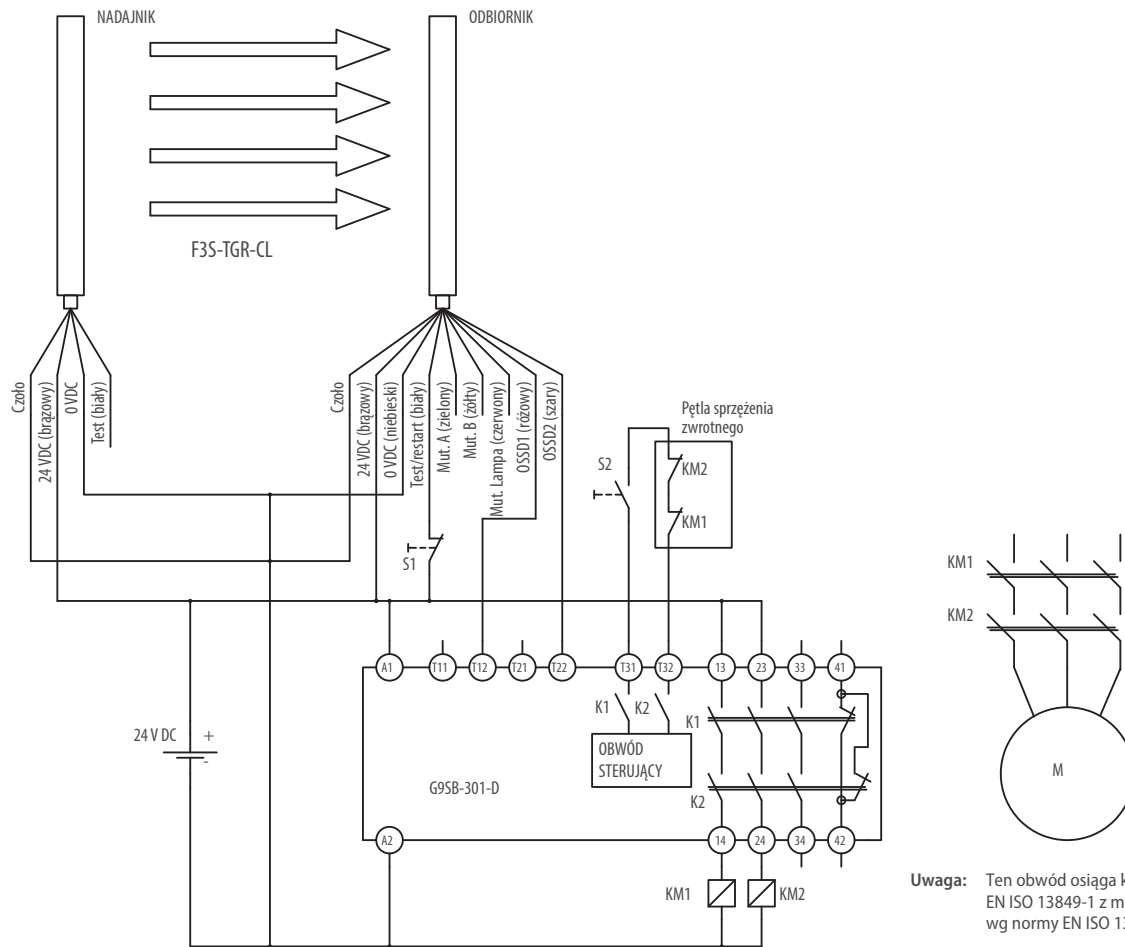 NADAJNIK
ODBIORNIK
F3S-TGR-CL
Czoło
24 VDC (brązowy)
0 VDC
Test (biały)
Czoło
24 VDC (brązowy)
0 VDC (niebieski)
Test/restart (biały)
Mut. A (zielony)
Mut. B (żółty)
Mut. Lampa (czerwony)
OSSD1 (różowy)
OSSD2 (szary)
Pętla sprzężenia
zwrotnego
S2
KM2
KM1
S1
KM1
KM2
M
A1
T11
T12
T21
T22
T31
T32
13
23
33
41
K1
K2
OBWÓD
STERUJĄCY
K1
K2
24 V DC
+
-
G9SB-301-D
A2
14
24
34
42
KM1
KM2
Uwaga: Ten obwód osiąga k
EN ISO 13849-1 z m
wg normy EN ISO 13